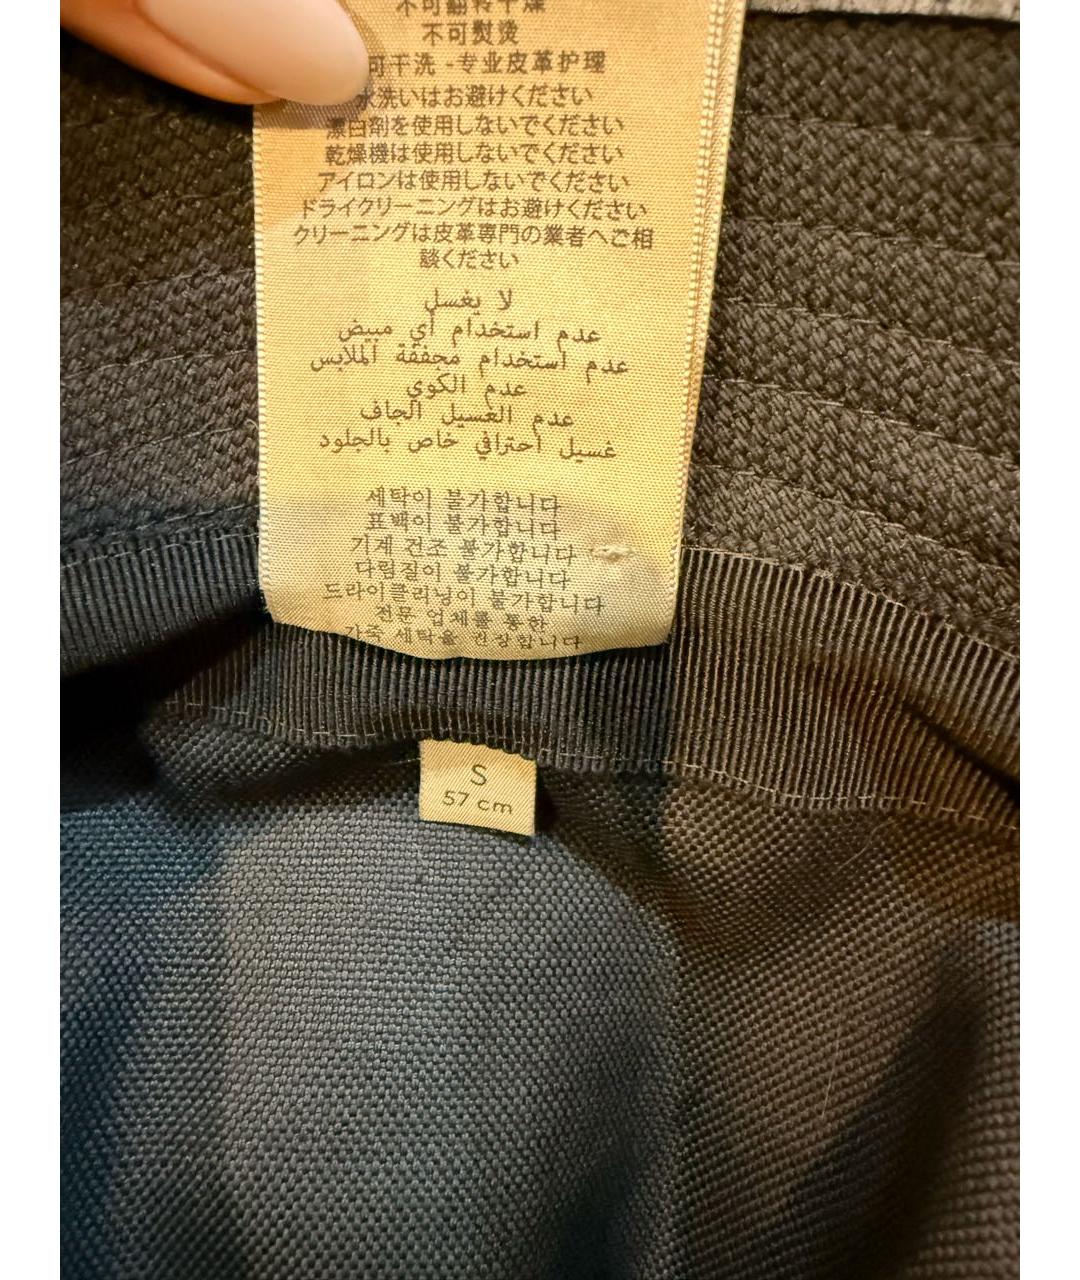 不可翻转干燥
不可熨烫
可干洗 - 专业皮革护理
水洗いはお避けください
漂白剤を使用しないでください
乾燥機は使用しないでください
アイロンは使用しないでください
ドライクリーニングはお避けください
クリーニングは皮革専門の業者へご相
談ください
لا يغسل
عدم استخدام أي مبيض
عدم استخدام مجففة الملابس
عدم الكوي
عدم الغسيل الجاف
غسيل احترافي خاص بالجلود
세탁이 불가합니다
표백이 불가합니다
기계 건조 불가합니다
다림질이 불가합니다
드라이클리닝이 불가합니다
전문 업체를 통한
가죽 세탁을 권장합니다
S
57 cm